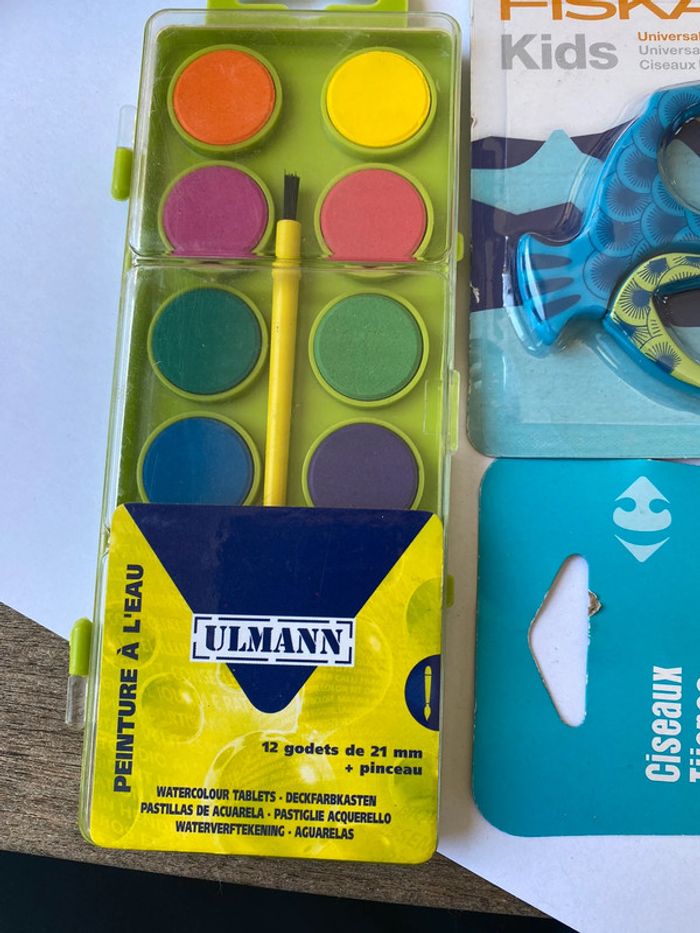 FISKA
Kids
Universal
Universa
Ciseaux
PEINTURE À L'EAU
ULMANN
12 godets de 21 mm
+ pinceau
WATERCOLOUR TABLETS - DECKFARBKASTEN
PASTILLAS DE ACUARELA - PASTIGLIE ACQUERELLO
WATERVERFTEKENING - AGUARELAS
Ciseaux